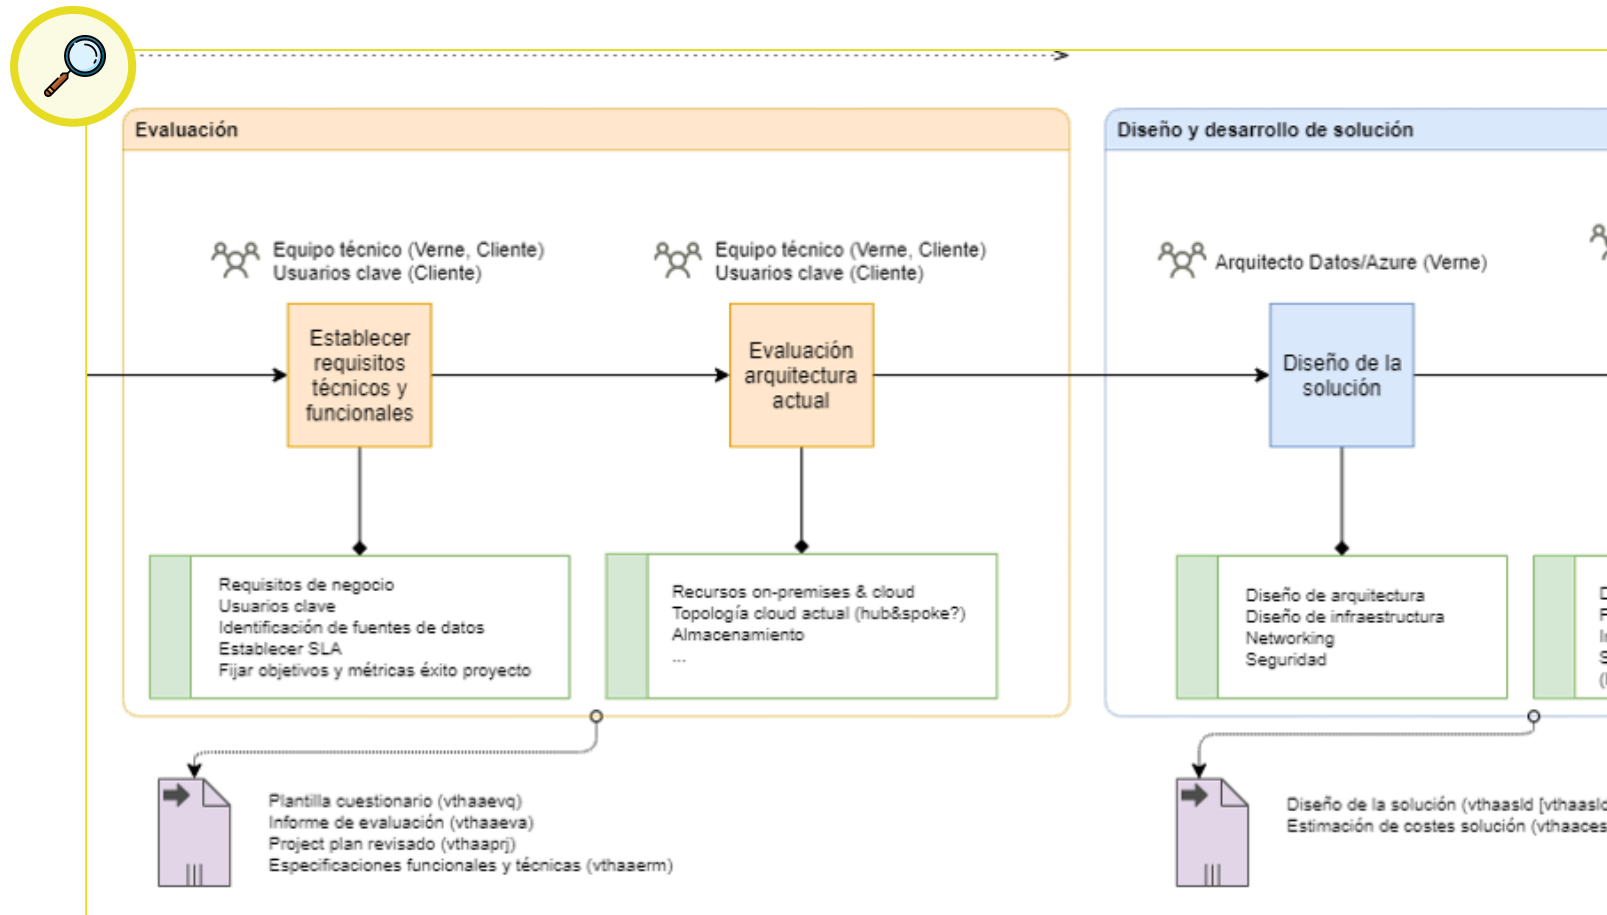 Evaluación
Equipo técnico (Verne, Cliente)
Usuarios clave (Cliente)
Establecer
requisitos
técnicos y
funcionales
Requisitos de negocio
Usuarios clave
Identificación de fuentes de datos
Establecer SLA
Fijar objetivos y métricas éxito proyecto
Equipo técnico (Verne, Cliente)
Usuarios clave (Cliente)
Evaluación
arquitectura
actual
Recursos on-premises & cloud
Topología cloud actual (hub&spoke?)
Almacenamiento
...
Plantilla cuestionario (vthaaevq)
Informe de evaluación (vthaaeva)
Project plan revisado (vthaaprj)
Especificaciones funcionales y técnicas (vthaaerm)
Diseño y desarrollo de solución
Arquitecto Datos/Azure (Verne)
Diseño de la
solución
Diseño de arquitectura
Diseño de infraestructura
Networking
Seguridad
Diseño de la solución (vthaasld
Estimación de costes solución